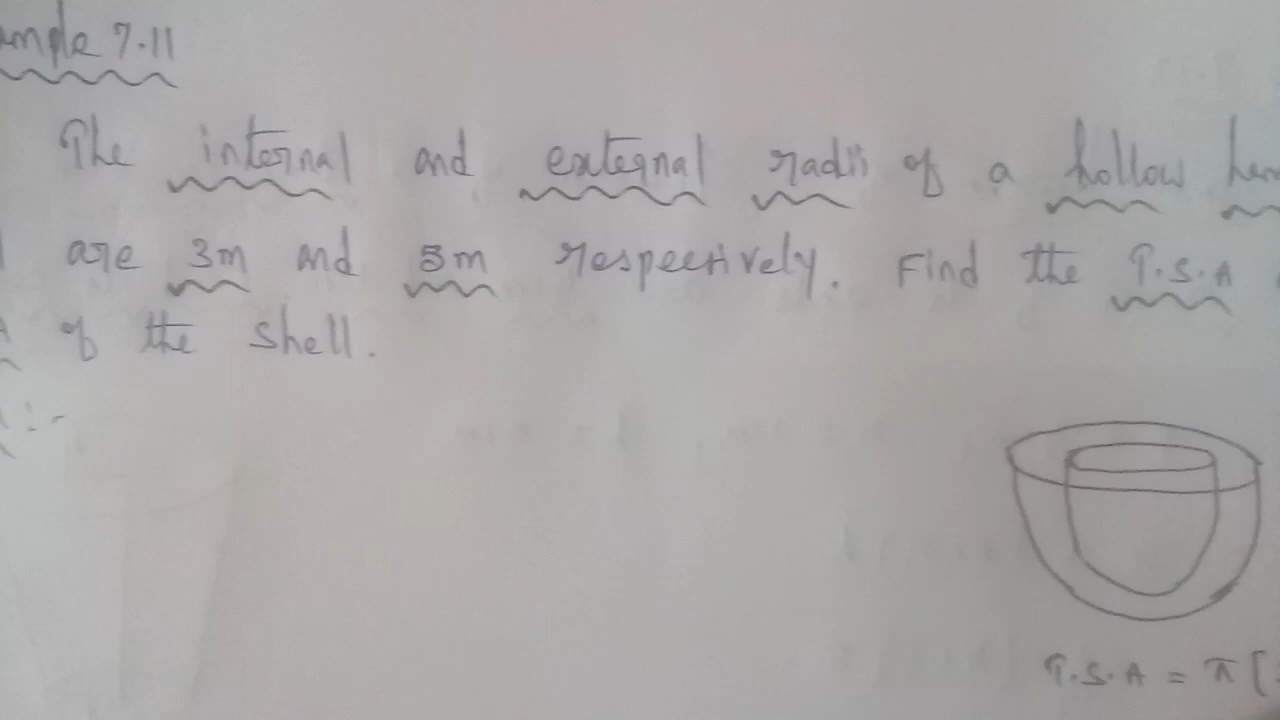 mple 7.11
The internal and external radii of a hollow hem
are 3m and 5m respectively. Find the T.S.A
of the shell.
T.S.A = π [